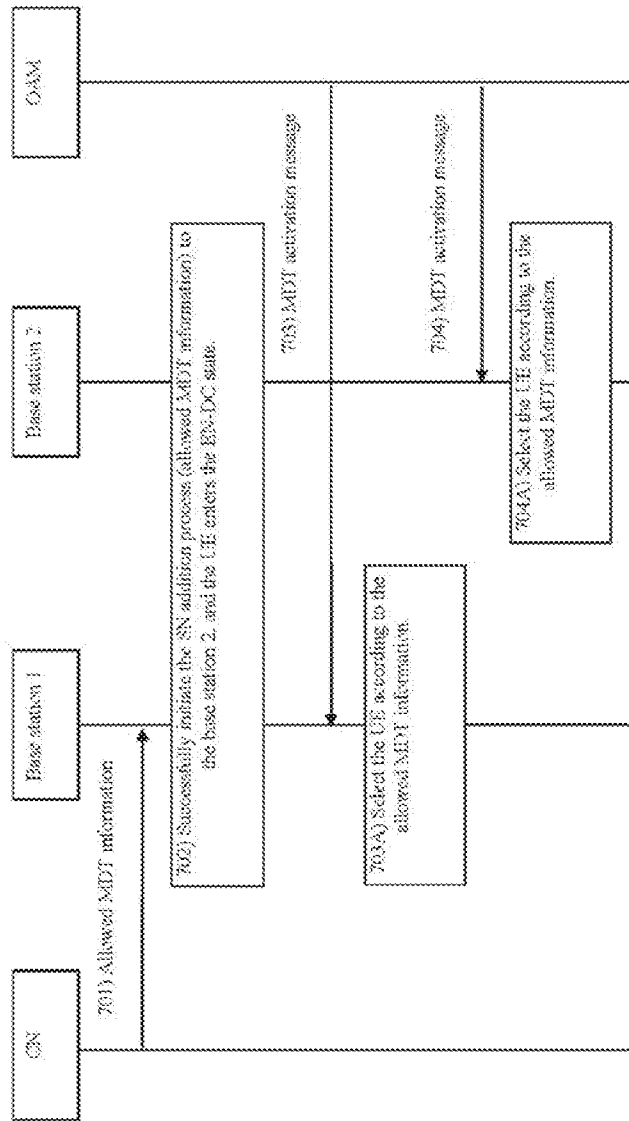 CN
Base station 1
Base station 2
OAM
701) Allowed MDT information
702) Successfully initiate the SN addition process (allowed MDT information) to
the base station 2, and the UE enters the EN-DC state.
703) MDT activation message
703A) Select the UE according to the
allowed MDT information.
704) MDT activation message
704A) Select the UE according to the
allowed MDT information.